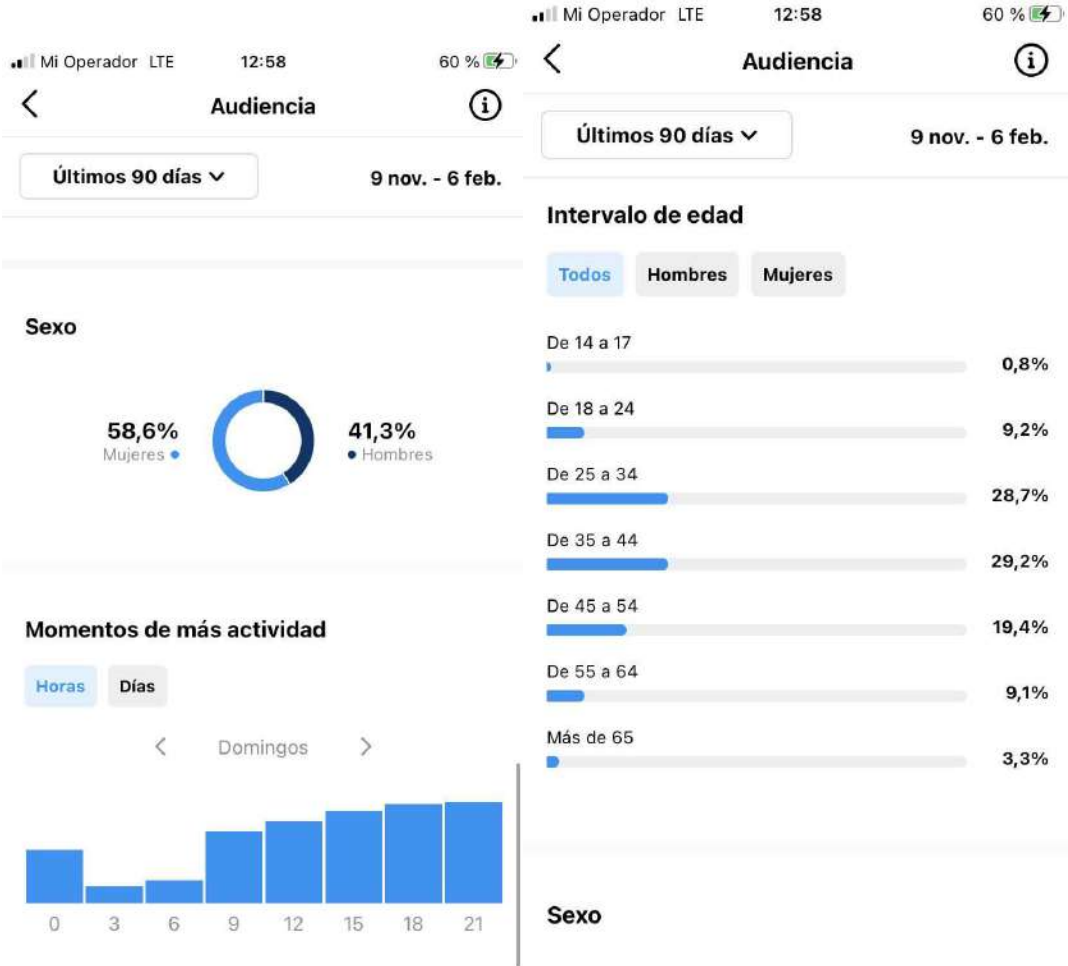 Mi Operador LTE 12:58 60 %
Audiencia
Últimos 90 días 9 nov. - 6 feb.
Sexo
58,6% 41,3%
Mujeres Hombres
Momentos de más actividad
Horas Días
Domingos
0 3 6 9 12 15 18 21
Mi Operador LTE 12:58 60 %
Audiencia
Últimos 90 días 9 nov. - 6 feb.
Intervalo de edad
Todos Hombres Mujeres
De 14 a 17
0,8%
De 18 a 24
9,2%
De 25 a 34
28,7%
De 35 a 44
29,2%
De 45 a 54
19,4%
De 55 a 64
9,1%
Más de 65
3,3%
Sexo